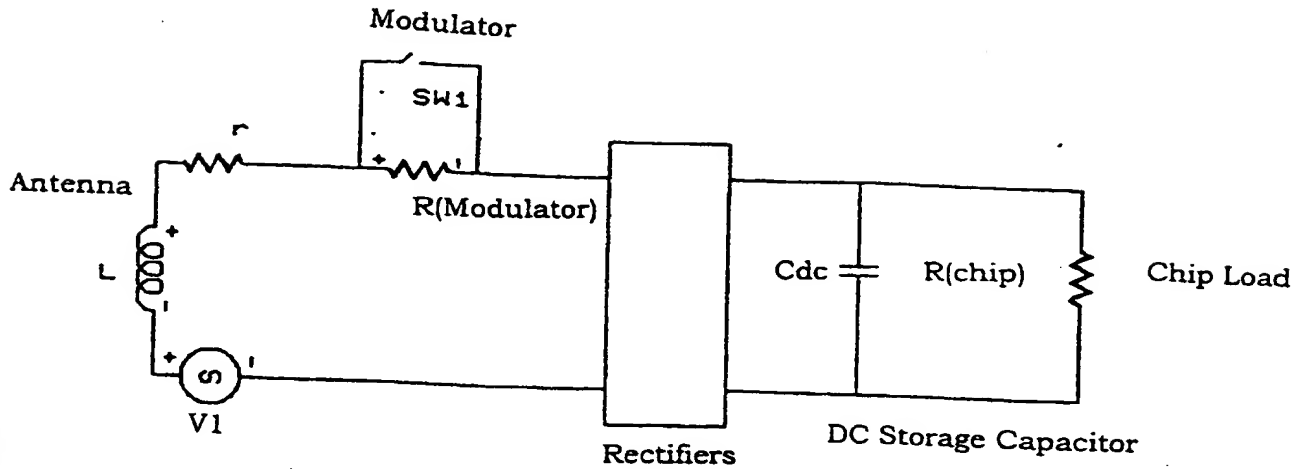 Modulator
SW1
r
+ -
Antenna
R(Modulator)
+
L
-
Cdc
R(chip)
Chip Load
+ -
S
V1
Rectifiers
DC Storage Capacitor